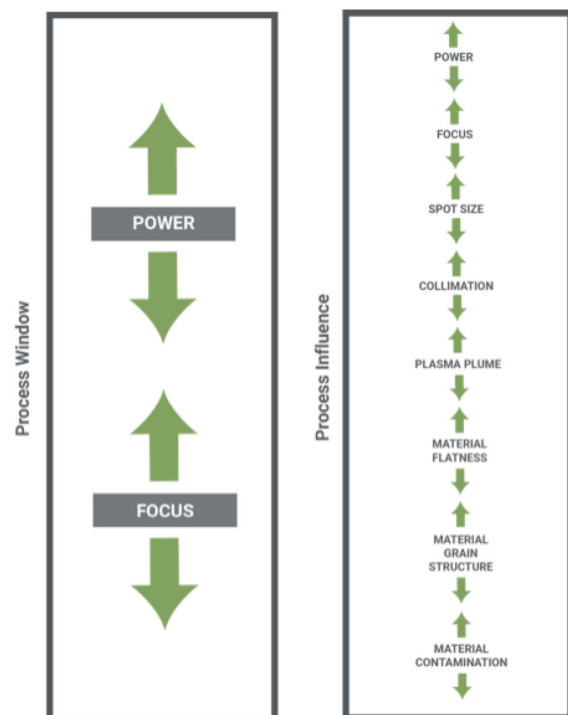 Process Window
POWER
FOCUS
Process Influence
POWER
FOCUS
SPOT SIZE
COLLIMATION
PLASMA PLUME
MATERIAL
FLATNESS
MATERIAL
GRAIN
STRUCTURE
MATERIAL
CONTAMINATION